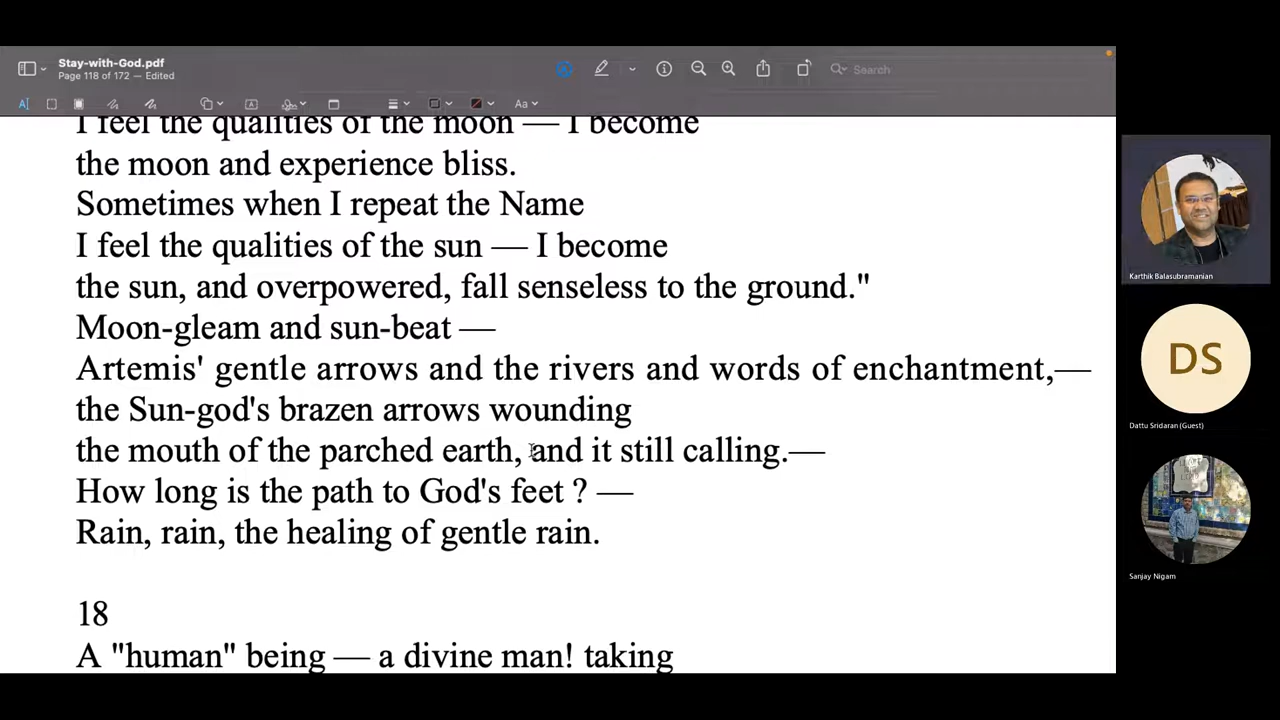 Stay-with-God.pdf
Page 118 of 172 — Edited
Search
Aa
I feel the qualities of the moon — I become
the moon and experience bliss.
Sometimes when I repeat the Name
I feel the qualities of the sun — I become
the sun, and overpowered, fall senseless to the ground."
Moon-gleam and sun-beat —
Artemis' gentle arrows and the rivers and words of enchantment,—
the Sun-god's brazen arrows wounding
the mouth of the parched earth, and it still calling.—
How long is the path to God's feet ? —
Rain, rain, the healing of gentle rain.
18
A "human" being — a divine man! taking
Karthik Balasubramanian
DS
Dattu Sridaran (Guest)
Sanjay Nigam